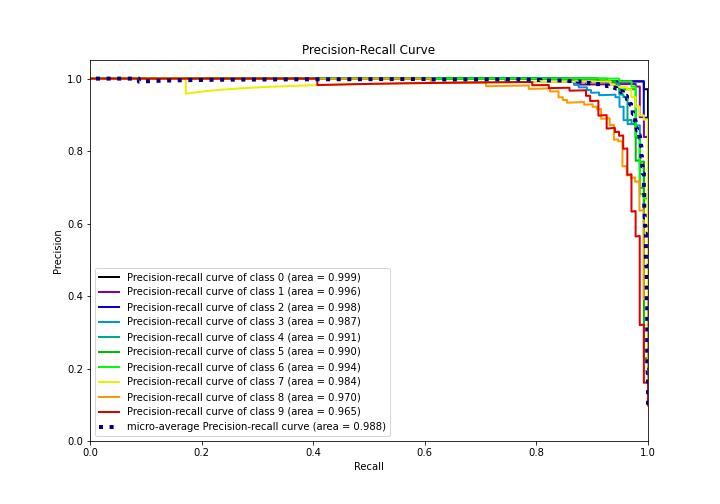 Precision-Recall Curve
1.0
0.8
0.6
0.4
0.2
0.0
Precision
Precision-recall curve of class 0 (area = 0.999)
Precision-recall curve of class 1 (area = 0.996)
Precision-recall curve of class 2 (area = 0.998)
Precision-recall curve of class 3 (area = 0.987)
Precision-recall curve of class 4 (area = 0.991)
Precision-recall curve of class 5 (area = 0.990)
Precision-recall curve of class 6 (area = 0.994)
Precision-recall curve of class 7 (area = 0.984)
Precision-recall curve of class 8 (area = 0.970)
Precision-recall curve of class 9 (area = 0.965)
micro-average Precision-recall curve (area = 0.988)
0.0 0.2 0.4 0.6 0.8 1.0
Recall